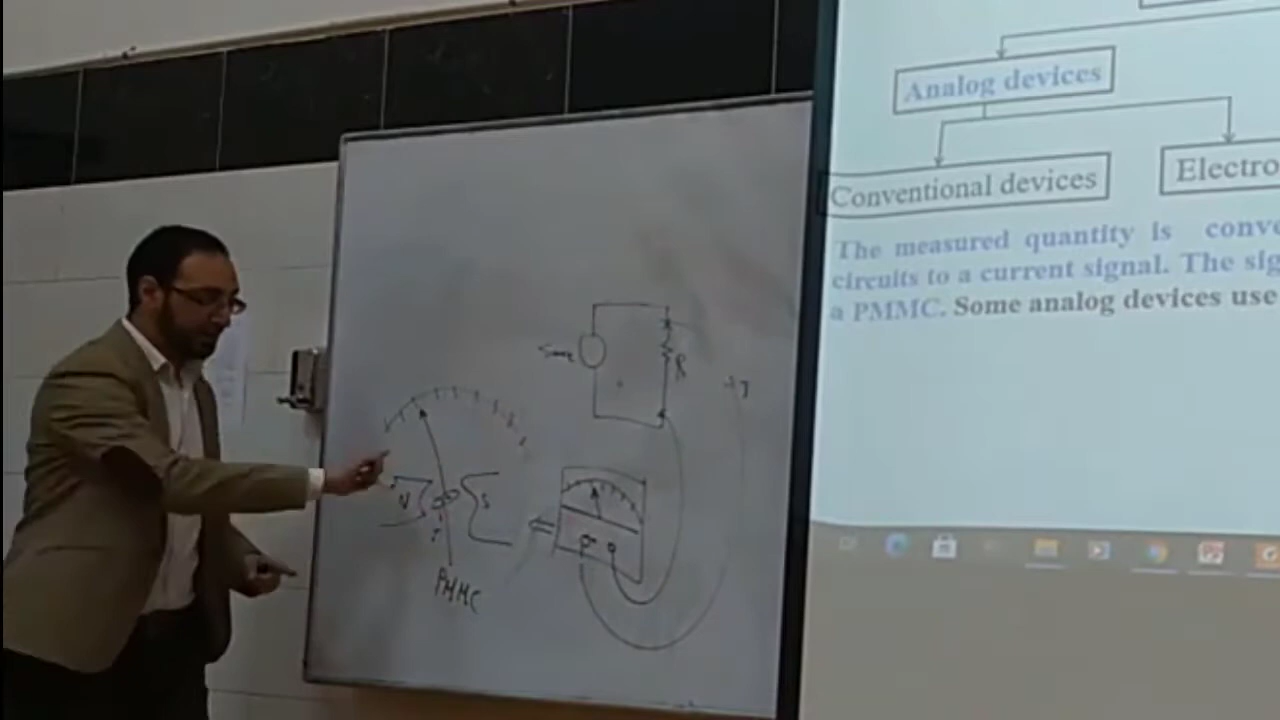 Analog devices
Conventional devices
Electro
The measured quantity is conve
circuits to a current signal. The sig
a PMMC. Some analog devices use
R
N
S
PMMC